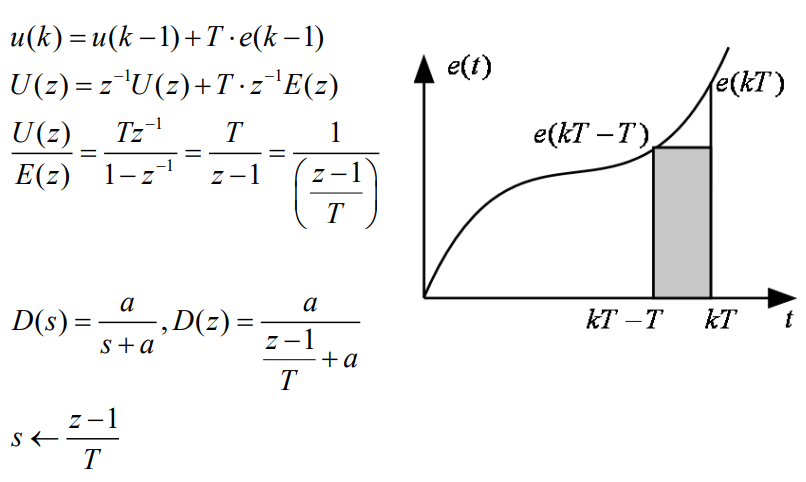 u(k) = u(k−1) + T·e(k−1)
U(z) = z⁻¹U(z) + T·z⁻¹E(z)
U(z)/E(z) = Tz⁻¹/(1−z⁻¹) = T/(z−1) = 1/((z−1)/T)
D(s) = a/(s+a), D(z) = a/((z−1)/T + a)
s ← (z−1)/T
e(t)
e(kT)
e(kT−T)
kT−T kT t